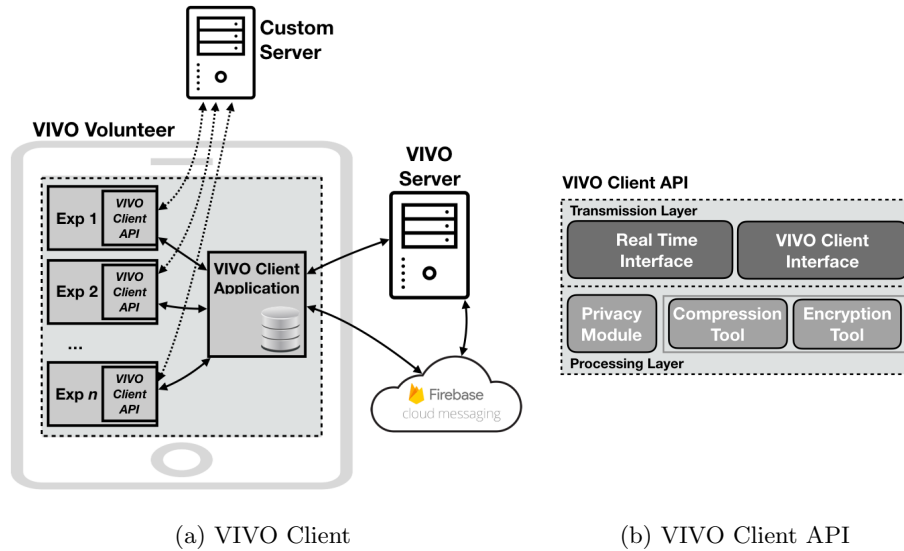 Custom
Server
VIVO Volunteer
VIVO
Server
Exp 1
VIVO
Client
API
Exp 2
VIVO
Client
API
...
Exp n
VIVO
Client
API
VIVO Client
Application
Firebase
cloud messaging
VIVO Client API
Transmission Layer
Real Time
Interface
VIVO Client
Interface
Privacy
Module
Compression
Tool
Encryption
Tool
Processing Layer
(a) VIVO Client
(b) VIVO Client API